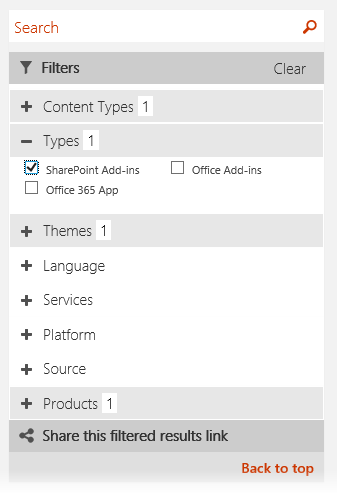 Search
Filters Clear
Content Types 1
Types 1
SharePoint Add-ins Office Add-ins
Office 365 App
Themes 1
Language
Services
Platform
Source
Products 1
Share this filtered results link
Back to top